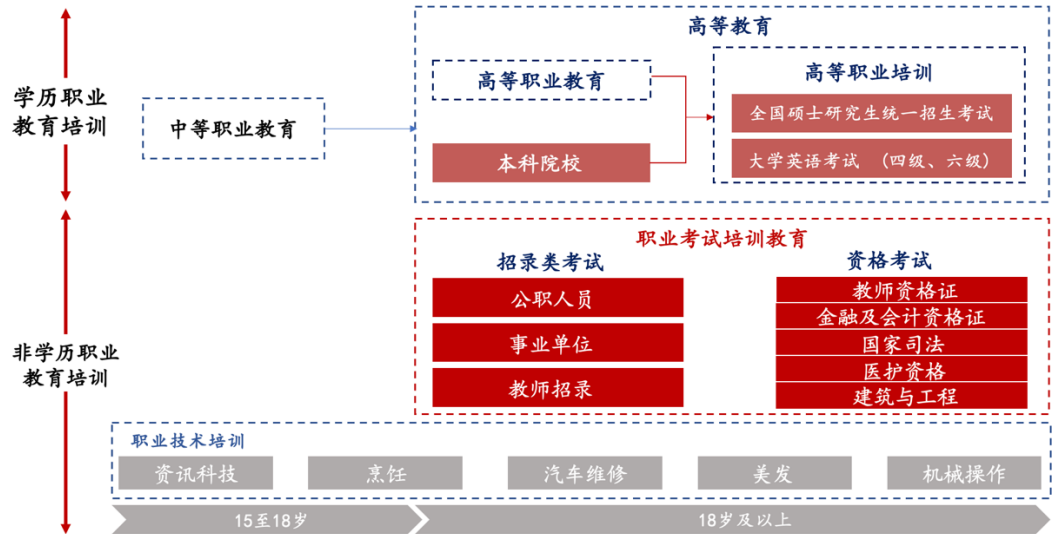 高等教育
学历职业
教育培训
中等职业教育
高等职业教育
本科院校
高等职业培训
全国硕士研究生统一招生考试
大学英语考试 (四级、六级)
非学历职业
教育培训
职业考试培训教育
招录类考试
公职人员
事业单位
教师招录
资格考试
教师资格证
金融及会计资格证
国家司法
医护资格
建筑与工程
职业技术培训
资讯科技
烹饪
汽车维修
美发
机械操作
15至18岁
18岁及以上